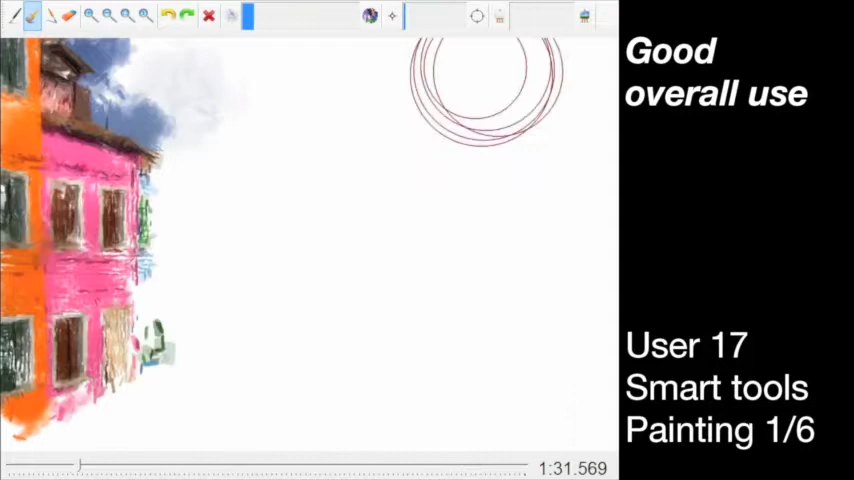 Good
overall use
User 17
Smart tools
Painting 1/6
1:31.569